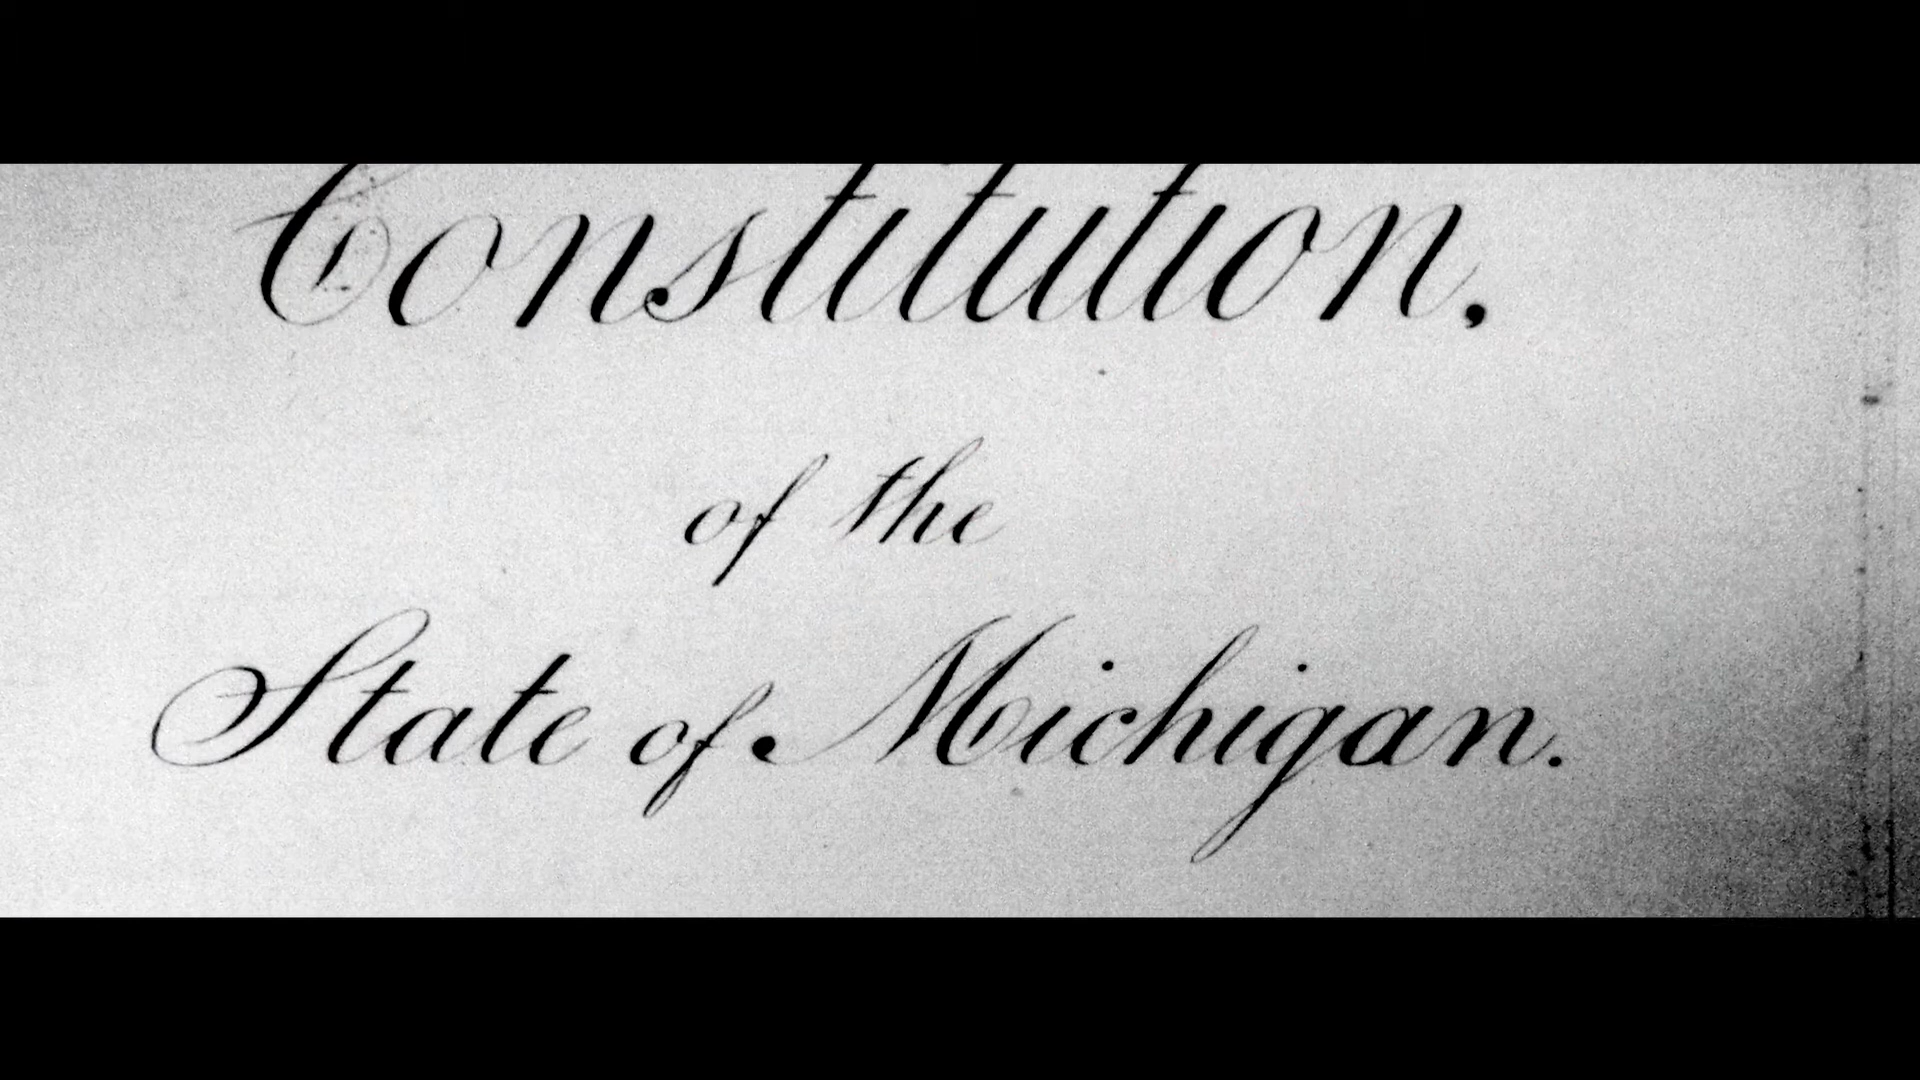 Constitution,
of the
State of Michigan.